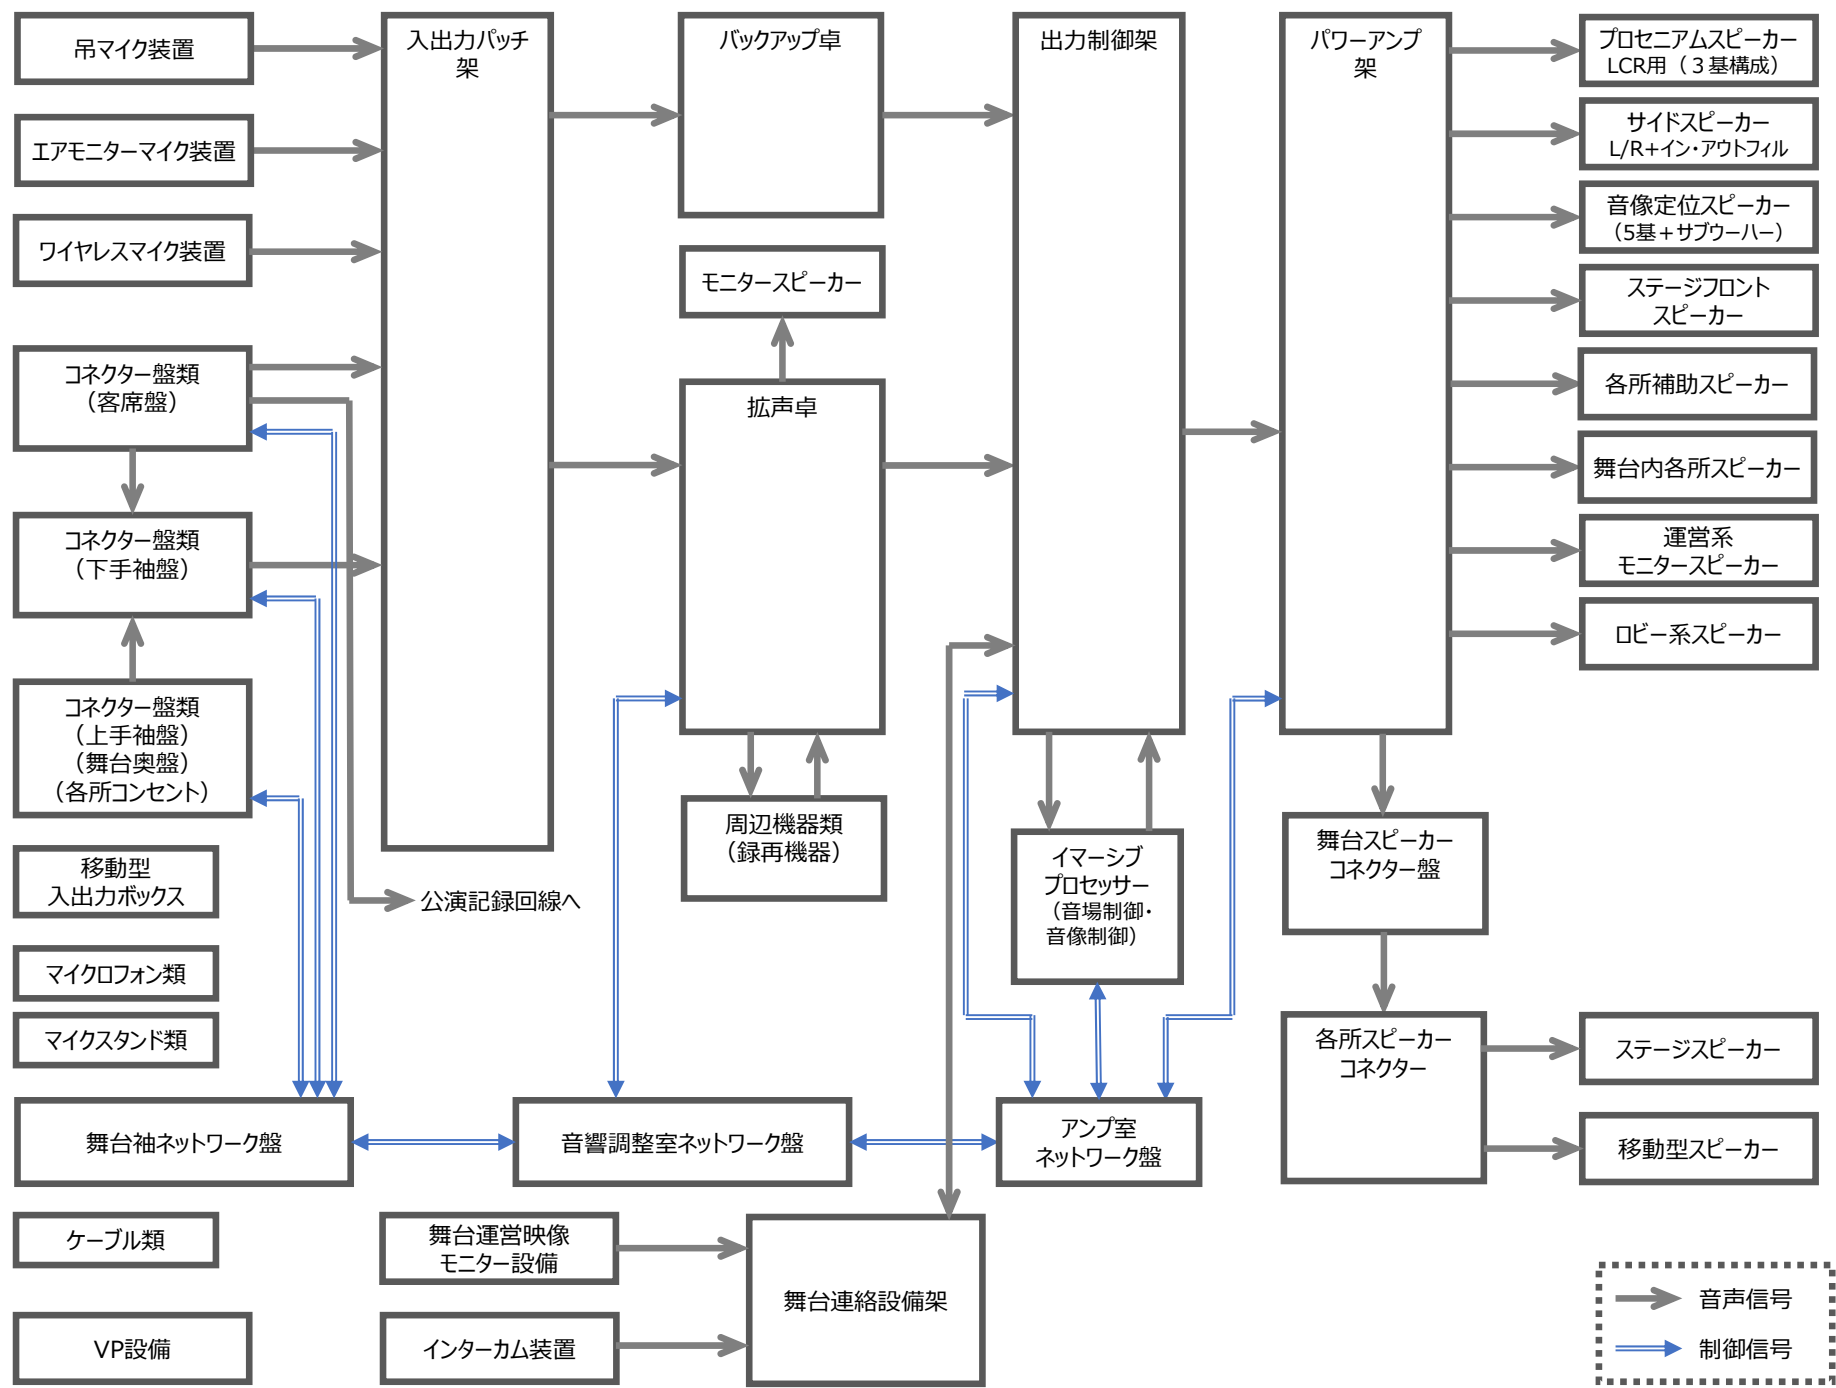 吊マイク装置
エアモニターマイク装置
ワイヤレスマイク装置
コネクター盤類
（客席盤）
コネクター盤類
（下手袖盤）
コネクター盤類
（上手袖盤）
（舞台奥盤）
（各所コンセント）
移動型
入出力ボックス
マイクロフォン類
マイクスタンド類
舞台袖ネットワーク盤
ケーブル類
VP設備
入出力パッチ
架
公演記録回線へ
バックアップ卓
モニタースピーカー
拡声卓
周辺機器類
（録再機器）
音響調整室ネットワーク盤
舞台運営映像
モニター設備
インターカム装置
舞台連絡設備架
出力制御架
イマーシブ
プロセッサー
（音場制御・
音像制御）
アンプ室
ネットワーク盤
パワーアンプ
架
舞台スピーカー
コネクター盤
各所スピーカー
コネクター
プロセニアムスピーカー
LCR用（３基構成）
サイドスピーカー
L/R+イン・アウトフィル
音像定位スピーカー
（5基＋サブウーハー）
ステージフロント
スピーカー
各所補助スピーカー
舞台内各所スピーカー
運営系
モニタースピーカー
ロビー系スピーカー
ステージスピーカー
移動型スピーカー
音声信号
制御信号